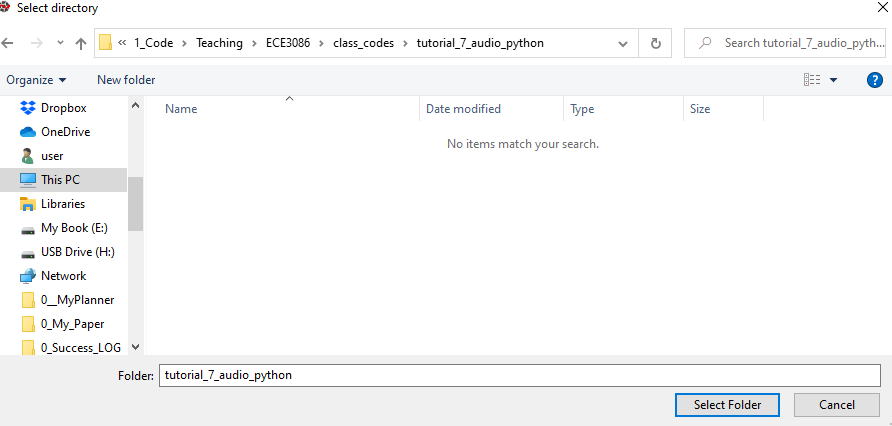 Select directory
« 1_Code > Teaching > ECE3086 > class_codes > tutorial_7_audio_python
Search tutorial_7_audio_pyth...
Organize New folder
Name Date modified Type Size
No items match your search.
Dropbox
OneDrive
user
This PC
Libraries
My Book (E:)
USB Drive (H:)
Network
0__MyPlanner
0_My_Paper
0_Success_LOG
Folder: tutorial_7_audio_python
Select Folder Cancel